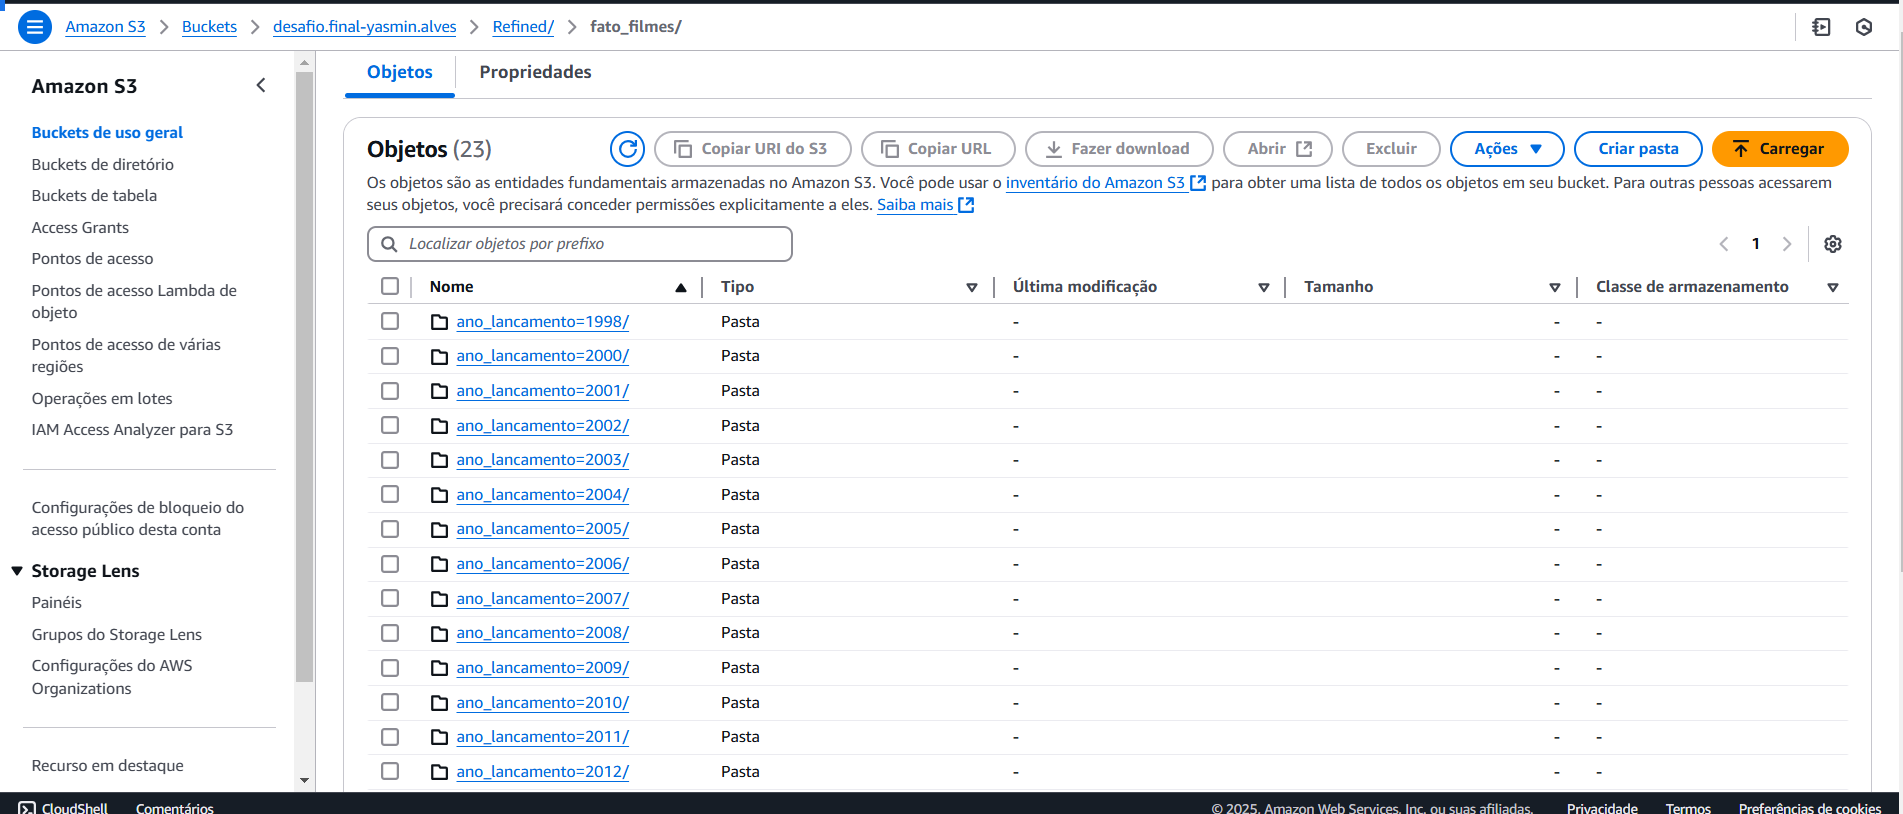 Amazon S3 > Buckets > desafio.final-yasmin.alves > Refined/ > fato_filmes/
Amazon S3
Buckets de uso geral
Buckets de diretório
Buckets de tabela
Access Grants
Pontos de acesso
Pontos de acesso Lambda de
objeto
Pontos de acesso de várias
regiões
Operações em lotes
IAM Access Analyzer para S3
Configurações de bloqueio do
acesso público desta conta
Storage Lens
Painéis
Grupos do Storage Lens
Configurações do AWS
Organizations
Recurso em destaque
Objetos Propriedades
Objetos (23)
Copiar URI do S3 Copiar URL Fazer download Abrir Excluir Ações Criar pasta Carregar
Os objetos são as entidades fundamentais armazenadas no Amazon S3. Você pode usar o inventário do Amazon S3 para obter uma lista de todos os objetos em seu bucket. Para outras pessoas acessarem
seus objetos, você precisará conceder permissões explicitamente a eles. Saiba mais
Localizar objetos por prefixo
1
Nome Tipo Última modificação Tamanho Classe de armazenamento
ano_lancamento=1998/ Pasta - - -
ano_lancamento=2000/ Pasta - - -
ano_lancamento=2001/ Pasta - - -
ano_lancamento=2002/ Pasta - - -
ano_lancamento=2003/ Pasta - - -
ano_lancamento=2004/ Pasta - - -
ano_lancamento=2005/ Pasta - - -
ano_lancamento=2006/ Pasta - - -
ano_lancamento=2007/ Pasta - - -
ano_lancamento=2008/ Pasta - - -
ano_lancamento=2009/ Pasta - - -
ano_lancamento=2010/ Pasta - - -
ano_lancamento=2011/ Pasta - - -
ano_lancamento=2012/ Pasta - - -
CloudShell Comentários © 2025, Amazon Web Services, Inc. ou suas afiliadas. Privacidade Termos Preferências de cookies